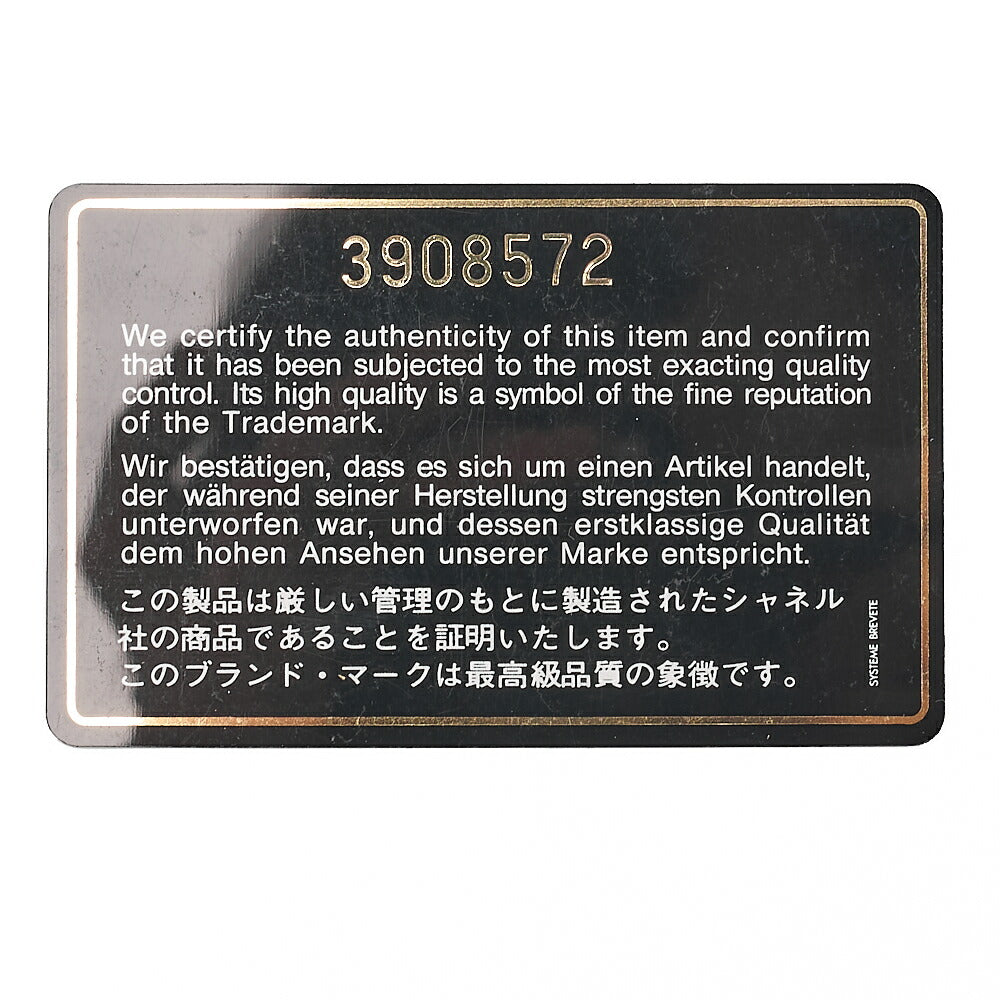 3908572
We certify the authenticity of this item and confirm
that it has been subjected to the most exacting quality
control. Its high quality is a symbol of the fine reputation
of the Trademark.
Wir bestätigen, dass es sich um einen Artikel handelt,
der während seiner Herstellung strengsten Kontrollen
unterworfen war, und dessen erstklassige Qualität
dem hohen Ansehen unserer Marke entspricht.
この製品は厳しい管理のもとに製造されたシャネル
社の商品であることを証明いたします。
このブランド・マークは最高級品質の象徴です。
SYSTEME BREVETE